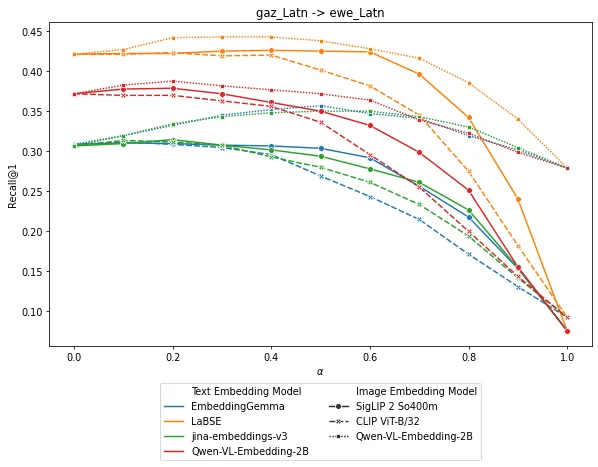 gaz_Latn -> ewe_Latn
0.45
0.40
0.35
0.30
0.25
0.20
0.15
0.10
Recall@1
0.0 0.2 0.4 0.6 0.8 1.0
α
Text Embedding Model Image Embedding Model
EmbeddingGemma SigLIP 2 So400m
LaBSE CLIP ViT-B/32
jina-embeddings-v3 Qwen-VL-Embedding-2B
Qwen-VL-Embedding-2B